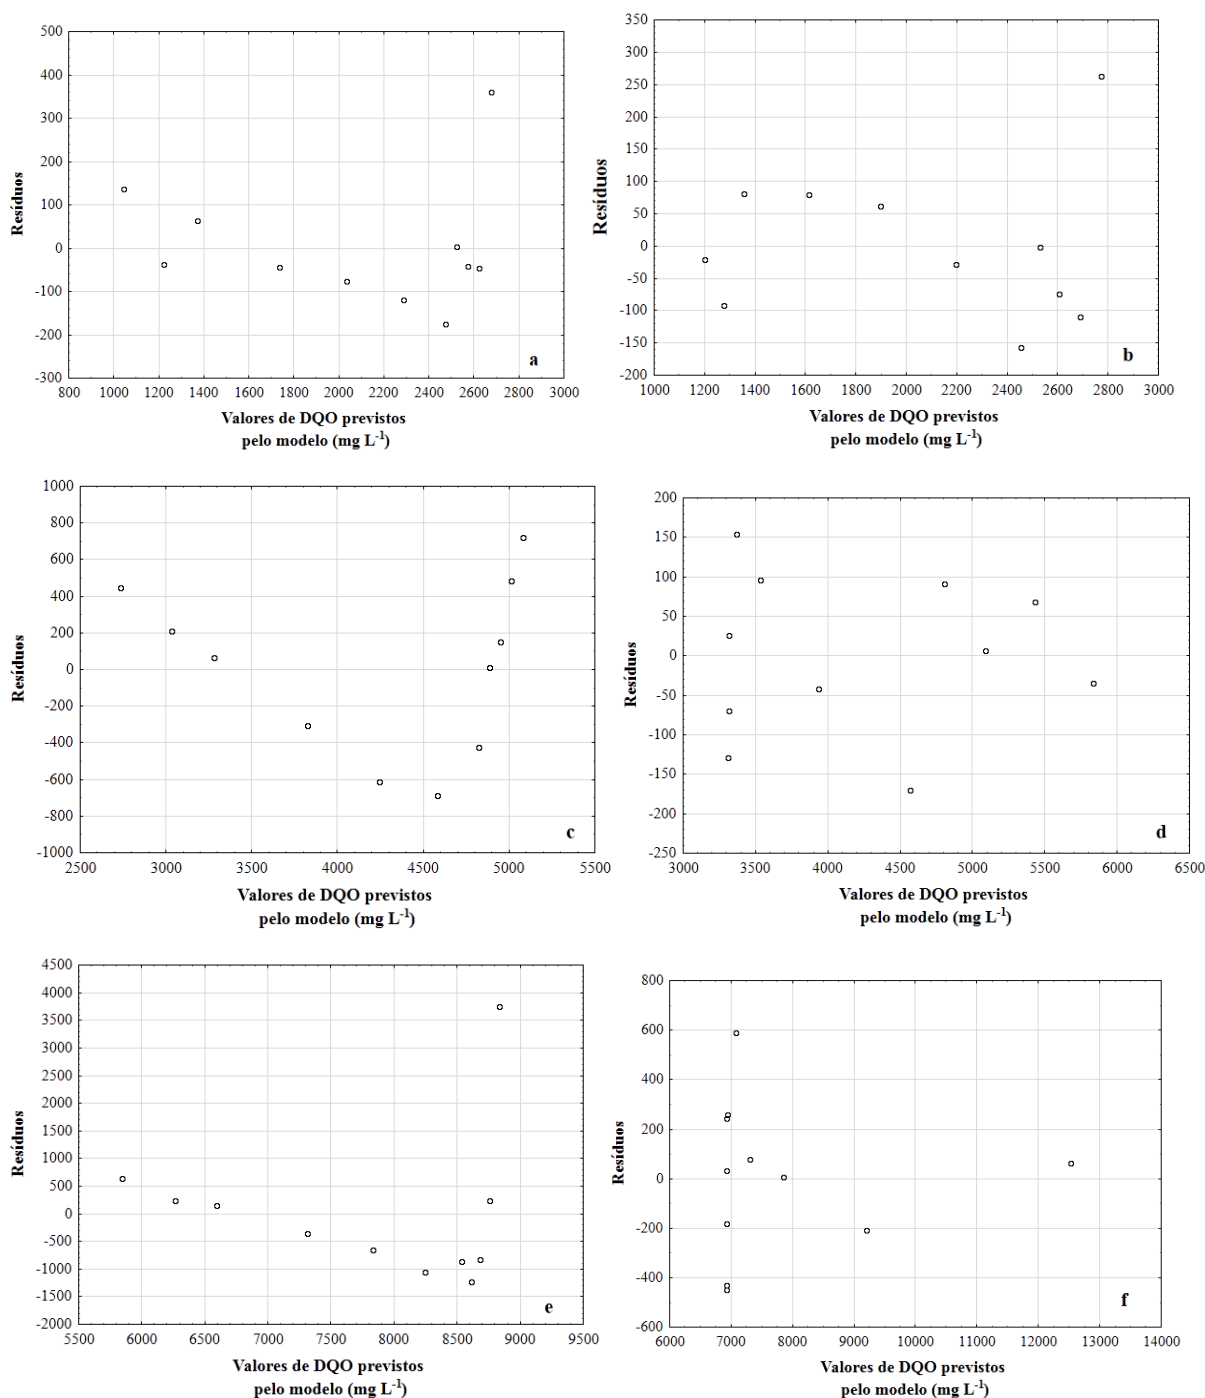 500
400
300
200
100
0
-100
-200
-300
Resíduos
a
800 1000 1200 1400 1600 1800 2000 2200 2400 2600 2800 3000
Valores de DQO previstos
pelo modelo (mg L-1)
350
300
250
200
150
100
50
0
-50
-100
-150
-200
Resíduos
b
1000 1200 1400 1600 1800 2000 2200 2400 2600 2800 3000
Valores de DQO previstos
pelo modelo (mg L-1)
1000
800
600
400
200
0
-200
-400
-600
-800
-1000
Resíduos
c
2500 3000 3500 4000 4500 5000 5500
Valores de DQO previstos
pelo modelo (mg L-1)
200
150
100
50
0
-50
-100
-150
-200
-250
Resíduos
d
3000 3500 4000 4500 5000 5500 6000 6500
Valores de DQO previstos
pelo modelo (mg L-1)
4500
4000
3500
3000
2500
2000
1500
1000
500
0
-500
-1000
-1500
-2000
Resíduos
e
5500 6000 6500 7000 7500 8000 8500 9000 9500
Valores de DQO previstos
pelo modelo (mg L-1)
800
600
400
200
0
-200
-400
-600
Resíduos
f
6000 7000 8000 9000 10000 11000 12000 13000 14000
Valores de DQO previstos
pelo modelo (mg L-1)